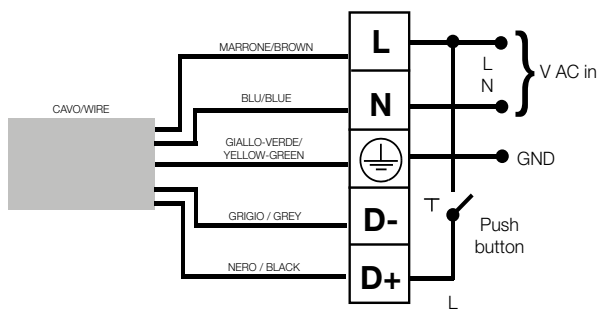 MARRONE/BROWN
L
L
N
V AC in
CAVO/WIRE
BLU/BLUE
N
GIALLO-VERDE/
YELLOW-GREEN
GND
GRIGIO / GREY
D-
Push
button
NERO / BLACK
D+
L